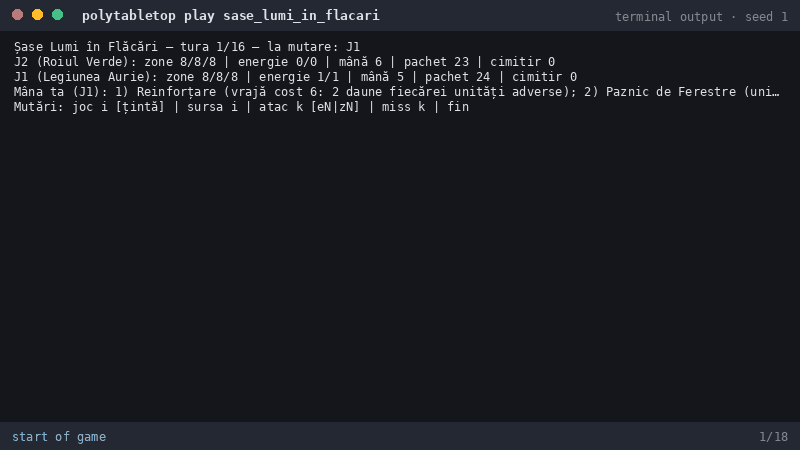 polytabletop play sase_lumi_in_flacari
terminal output · seed 1
Șase Lumi în Flăcări — tura 1/16 — la mutare: J1
J2 (Roiul Verde): zone 8/8/8 | energie 0/0 | mână 6 | pachet 23 | cimitir 0
J1 (Legiunea Aurie): zone 8/8/8 | energie 1/1 | mână 5 | pachet 24 | cimitir 0
Mâna ta (J1): 1) Reinforțare (vrajă cost 6: 2 daune fiecărei unități adverse); 2) Paznic de Ferestre (uni…
Mutări: joc i [țintă] | sursa i | atac k [eN|zN] | miss k | fin
start of game
1/18